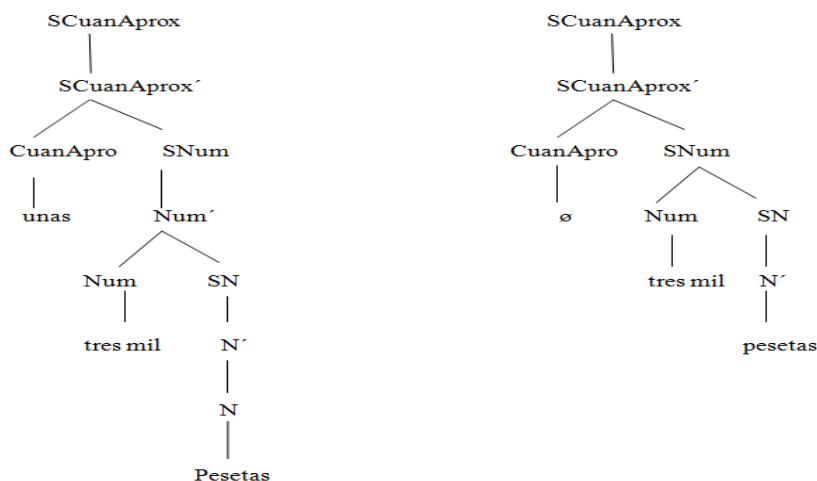 SCuanAprox
SCuanAprox´
CuanApro SNum
unas Num´
Num SN
tres mil N´
N
Pesetas
SCuanAprox
SCuanAprox´
CuanApro SNum
ø Num SN
tres mil N´
pesetas